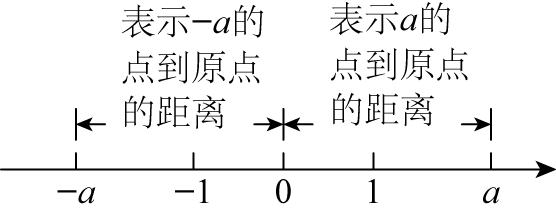 表示-a的
点到原点
的距离
表示a的
点到原点
的距离
-a -1 0 1 a